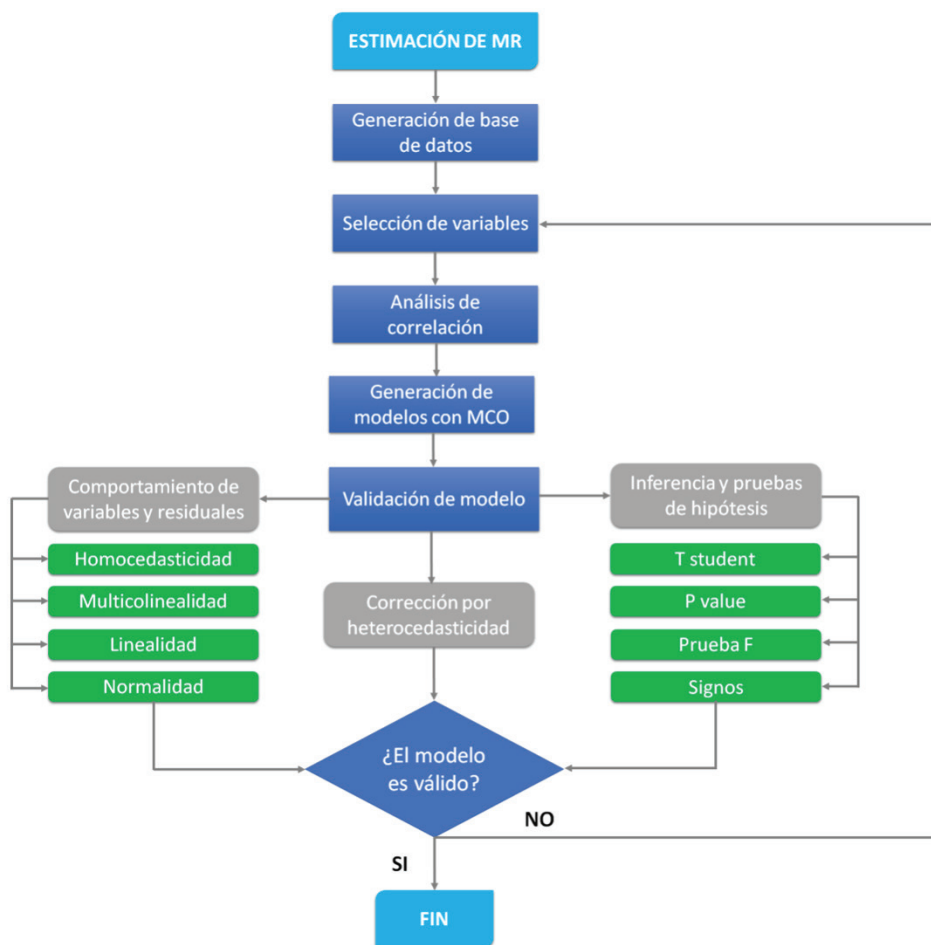 ESTIMACIÓN DE MR
Generación de base
de datos
Selección de variables
Análisis de
correlación
Generación de
modelos con MCO
Comportamiento de
variables y residuales
Validación de modelo
Inferencia y pruebas
de hipótesis
Homocedasticidad
Multicolinealidad
Linealidad
Normalidad
Corrección por
heterocedasticidad
T student
P value
Prueba F
Signos
¿El modelo
es válido?
NO
SI
FIN